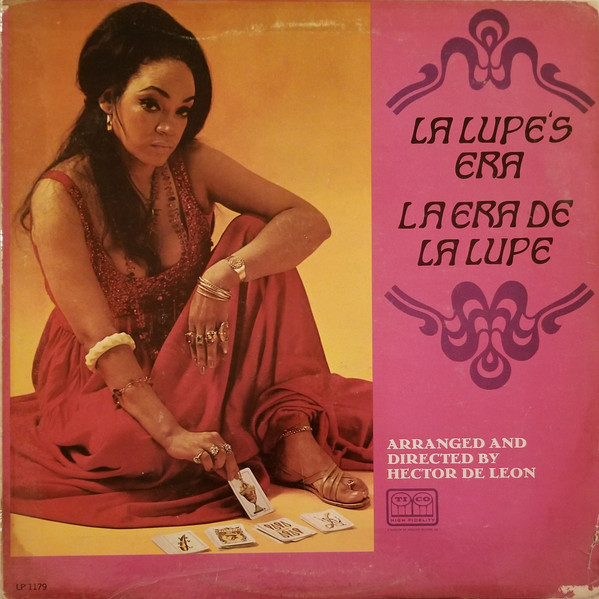 LA LUPE'S
ERA
LA ERA DE
LA LUPE
ARRANGED AND
DIRECTED BY
HECTOR DE LEON
TICO
HIGH FIDELITY
LP 1179